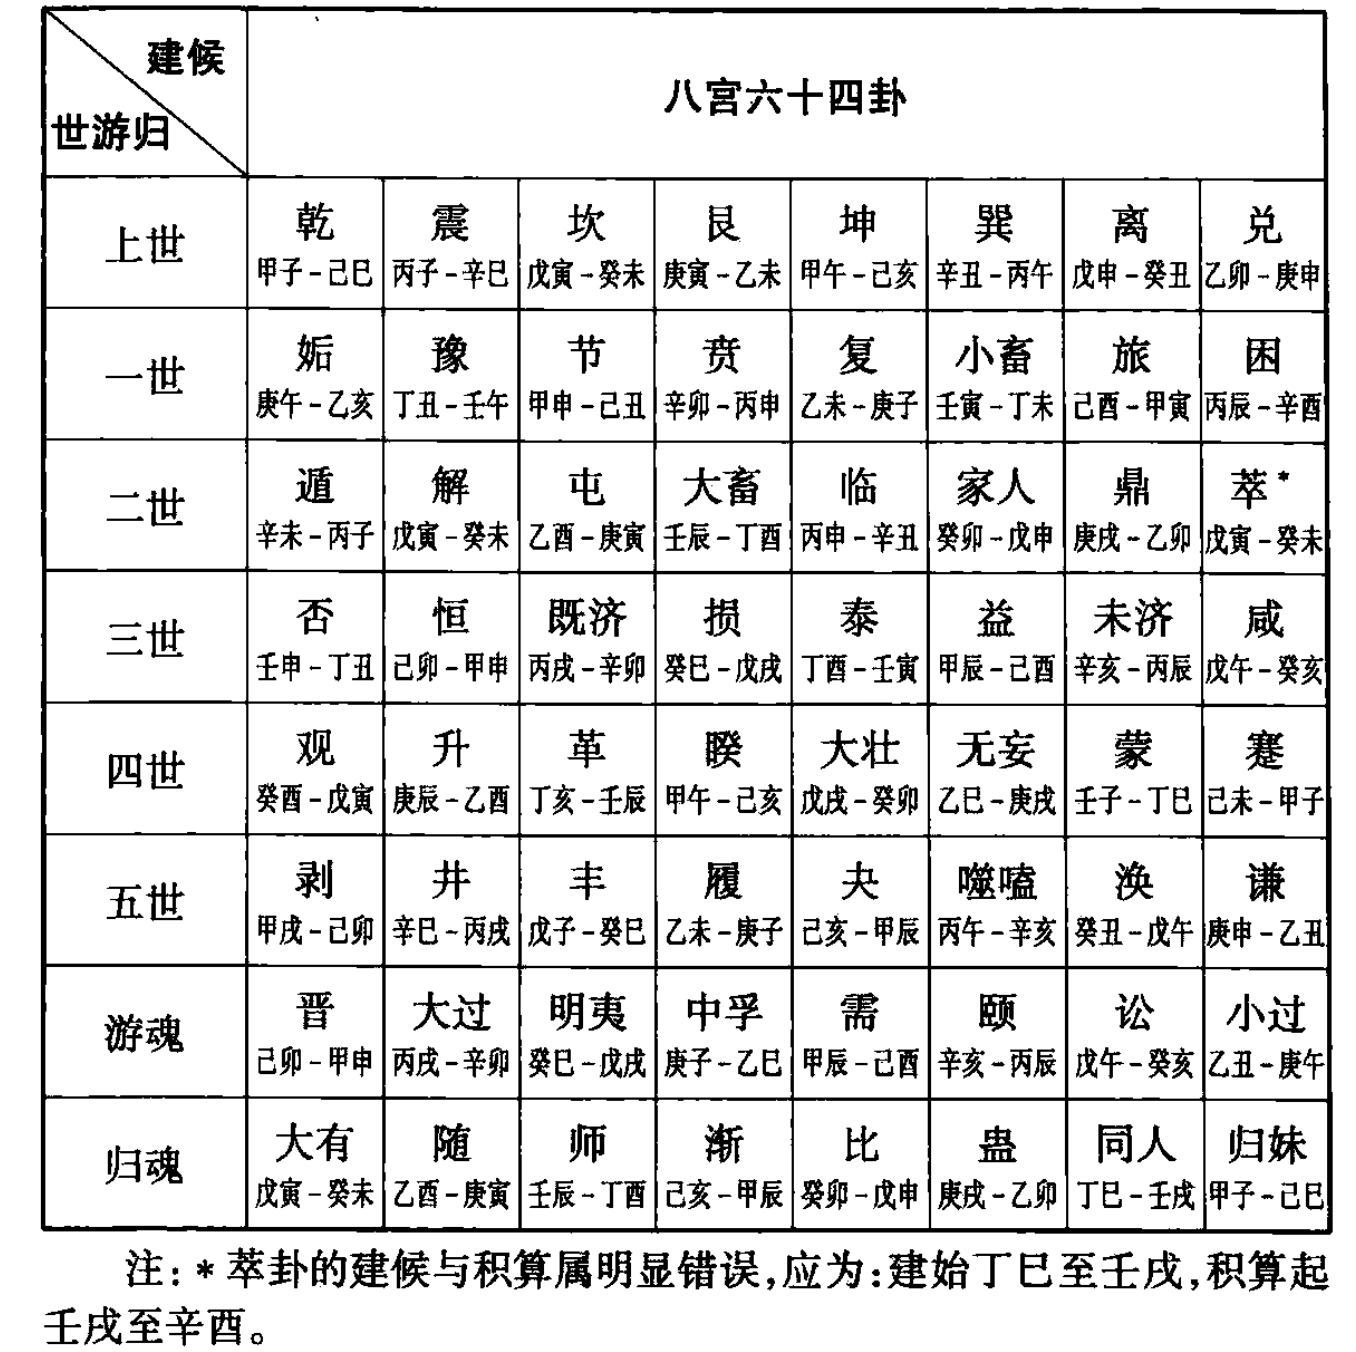 建候
八宫六十四卦
世游归
上世 乾 震 坎 艮 坤 巽 离 兑
甲子-己巳 丙子-辛巳 戊寅-癸未 庚寅-乙未 甲午-己亥 辛丑-丙午 戊申-癸丑 乙卯-庚申
一世 姤 豫 节 贲 复 小畜 旅 困
庚午-乙亥 丁丑-壬午 甲申-己丑 辛卯-丙申 乙未-庚子 壬寅-丁未 己酉-甲寅 丙辰-辛酉
二世 遁 解 屯 大畜 临 家人 鼎 萃*
辛未-丙子 戊寅-癸未 乙酉-庚寅 壬辰-丁酉 丙申-辛丑 癸卯-戊申 庚戌-乙卯 戊寅-癸未
三世 否 恒 既济 损 泰 益 未济 咸
壬申-丁丑 己卯-甲申 丙戌-辛卯 癸巳-戊戌 丁酉-壬寅 甲辰-己酉 辛亥-丙辰 戊午-癸亥
四世 观 升 革 睽 大壮 无妄 蒙 蹇
癸酉-戊寅 庚辰-乙酉 丁亥-壬辰 甲午-己亥 戊戌-癸卯 乙巳-庚戌 壬子-丁巳 己未-甲子
五世 剥 井 丰 履 夬 噬嗑 涣 谦
甲戌-己卯 辛巳-丙戌 戊子-癸巳 乙未-庚子 己亥-甲辰 丙午-辛亥 癸丑-戊午 庚申-乙丑
游魂 晋 大过 明夷 中孚 需 颐 讼 小过
己卯-甲申 丙戌-辛卯 癸巳-戊戌 庚子-乙巳 甲辰-己酉 辛亥-丙辰 戊午-癸亥 乙丑-庚午
归魂 大有 随 师 渐 比 蛊 同人 归妹
戊寅-癸未 乙酉-庚寅 壬辰-丁酉 己亥-甲辰 癸卯-戊申 庚戌-乙卯 丁巳-壬戌 甲子-己巳
注:*萃卦的建候与积算属明显错误,应为:建始丁巳至壬戌,积算起
壬戌至辛酉。